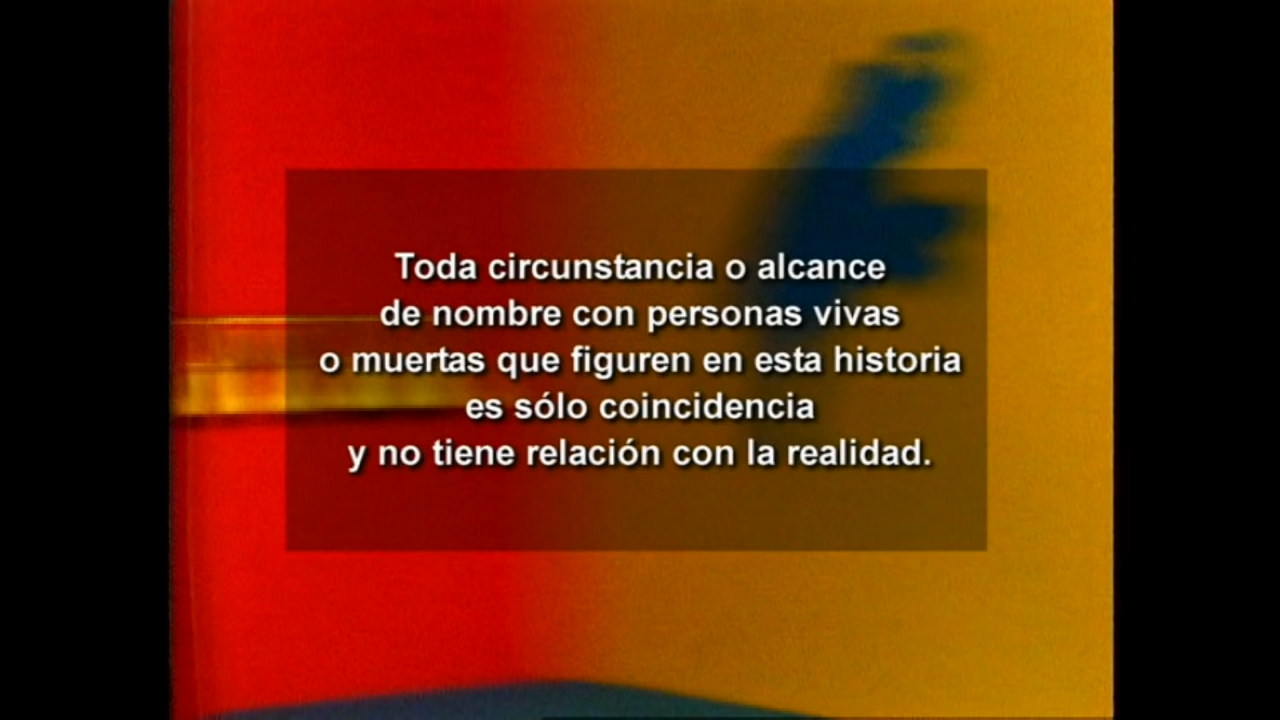 Toda circunstancia o alcance
de nombre con personas vivas
o muertas que figuren en esta historia
es sólo coincidencia
y no tiene relación con la realidad.